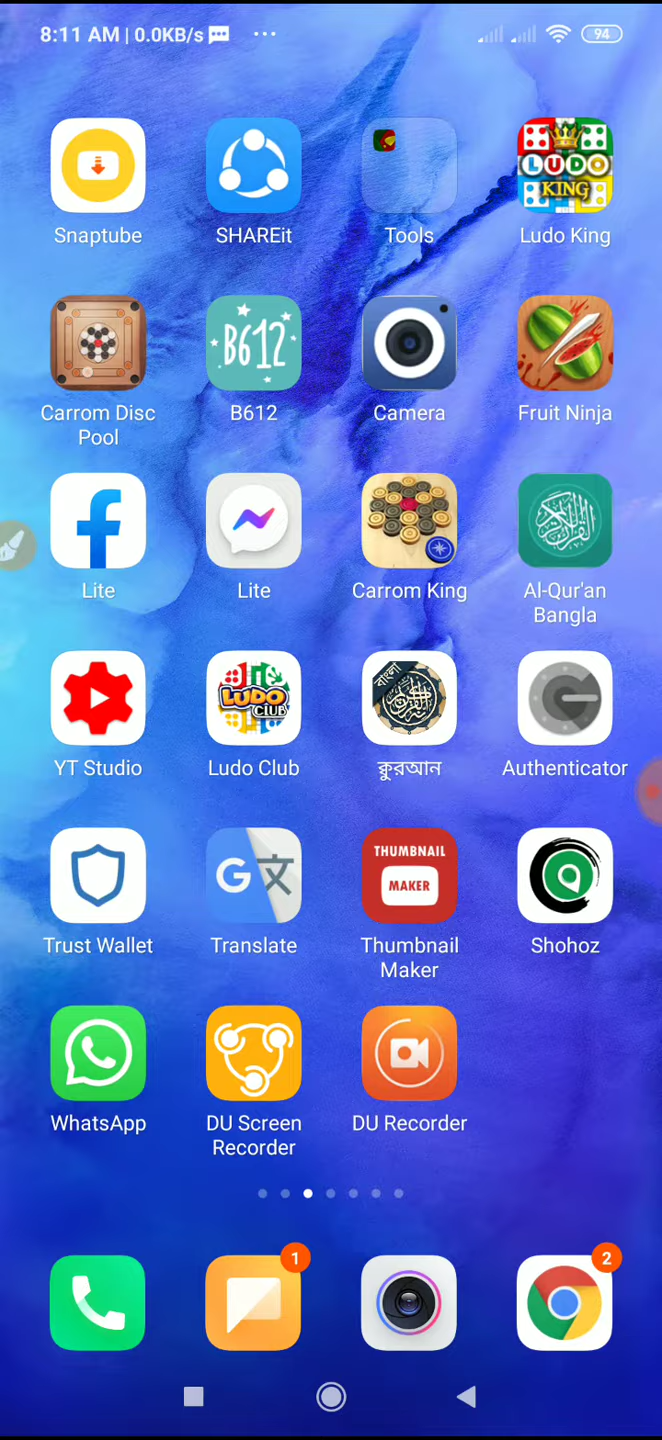 8:11 AM | 0.0KB/s ... 94
Snaptube SHAREit Tools Ludo King
LUDO
KING
B612
Carrom Disc Pool B612 Camera Fruit Ninja
Lite Lite Carrom King Al-Qur'an Bangla
LUDO
CLUB
বাংলা
YT Studio Ludo Club ক্বুরআন Authenticator
G 文
THUMBNAIL
MAKER
Trust Wallet Translate Thumbnail Maker Shohoz
WhatsApp DU Screen Recorder DU Recorder
1 2